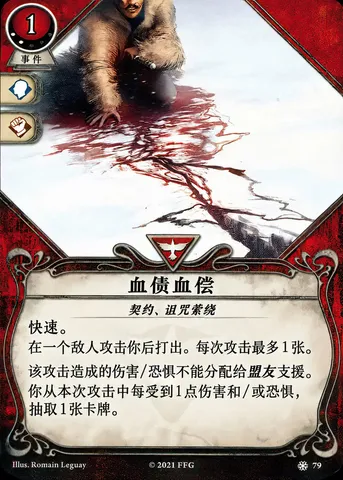 1
事件
血债血偿
契约、诅咒萦绕
快速。
在一个敌人攻击你后打出。每次攻击最多1张。
该攻击造成的伤害/恐惧不能分配给盟友支援。
你从本次攻击中每受到1点伤害和/或恐惧，
抽取1张卡牌。
Illus. Romain Leguay
© 2021 FFG
79